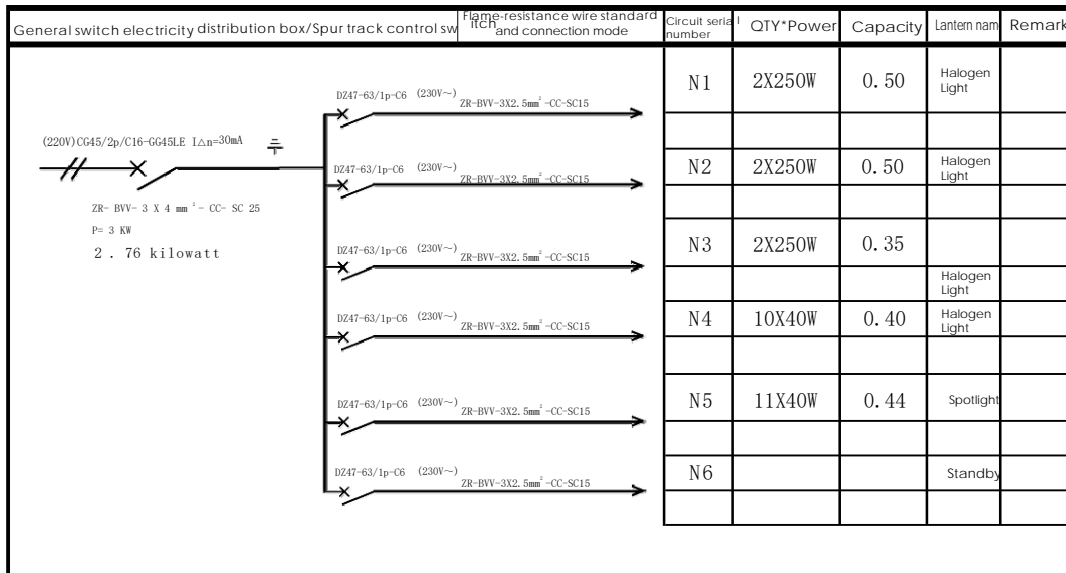 General switch electricity distribution box/Spur track control switch
Flame-resistance wire standard and connection mode
Circuit serial number
QTY*Power
Capacity
Lantern nam
Remark
(220V)CG45/2p/C16-GG45LE I△n=30mA
ZR- BVV- 3 X 4 mm²- CC- SC 25
P= 3 KW
2 . 76 kilowatt
DZ47-63/1p-C6 (230V~)
ZR-BVV-3X2.5mm²-CC-SC15
N1 2X250W 0.50 Halogen Light
DZ47-63/1p-C6 (230V~)
ZR-BVV-3X2.5mm²-CC-SC15
N2 2X250W 0.50 Halogen Light
DZ47-63/1p-C6 (230V~)
ZR-BVV-3X2.5mm²-CC-SC15
N3 2X250W 0.35
Halogen Light
DZ47-63/1p-C6 (230V~)
ZR-BVV-3X2.5mm²-CC-SC15
N4 10X40W 0.40 Halogen Light
DZ47-63/1p-C6 (230V~)
ZR-BVV-3X2.5mm²-CC-SC15
N5 11X40W 0.44 Spotlight
DZ47-63/1p-C6 (230V~)
ZR-BVV-3X2.5mm²-CC-SC15
N6 Standby